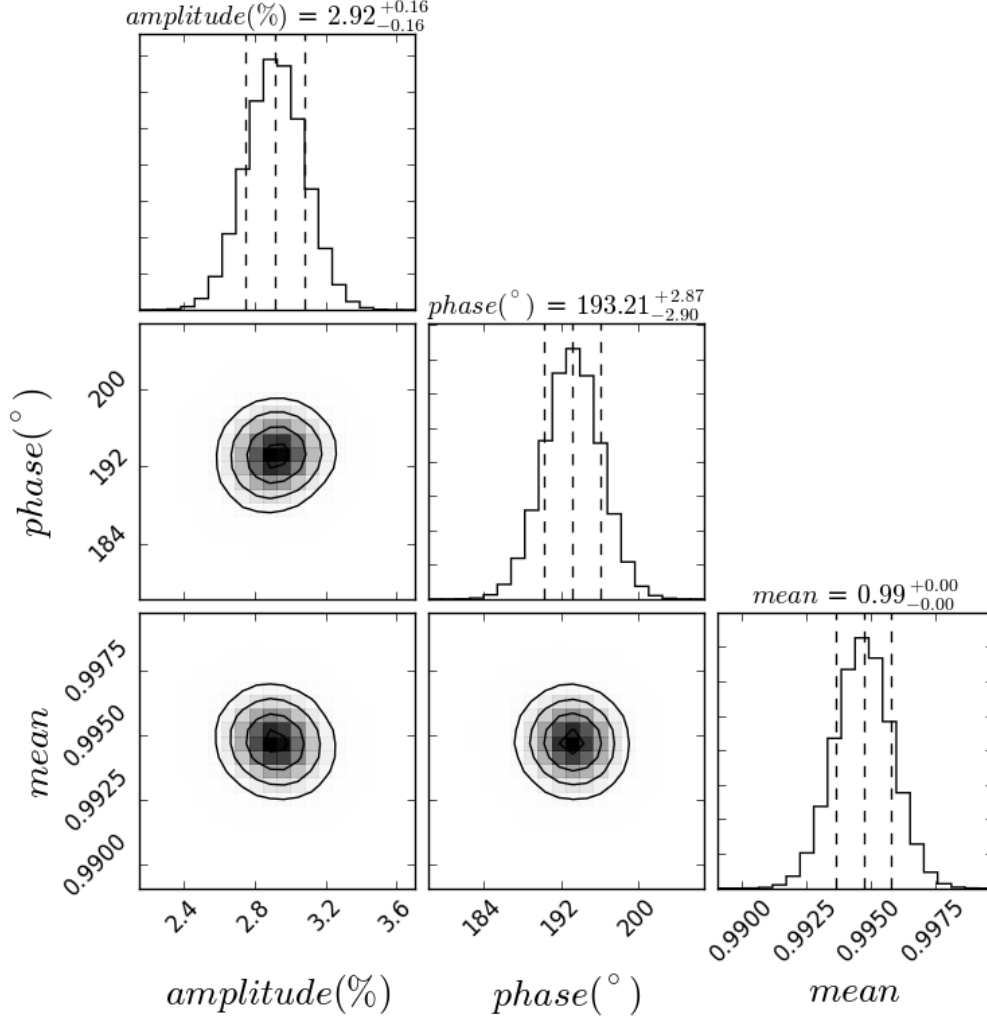 amplitude(%) = 2.92 +0.16 -0.16
phase(°) = 193.21 +2.87 -2.90
phase(°)
200
192
184
mean = 0.99 +0.00 -0.00
mean
0.9975
0.9950
0.9925
0.9900
2.4 2.8 3.2 3.6
184 192 200
0.9900 0.9925 0.9950 0.9975
amplitude(%) phase(°) mean